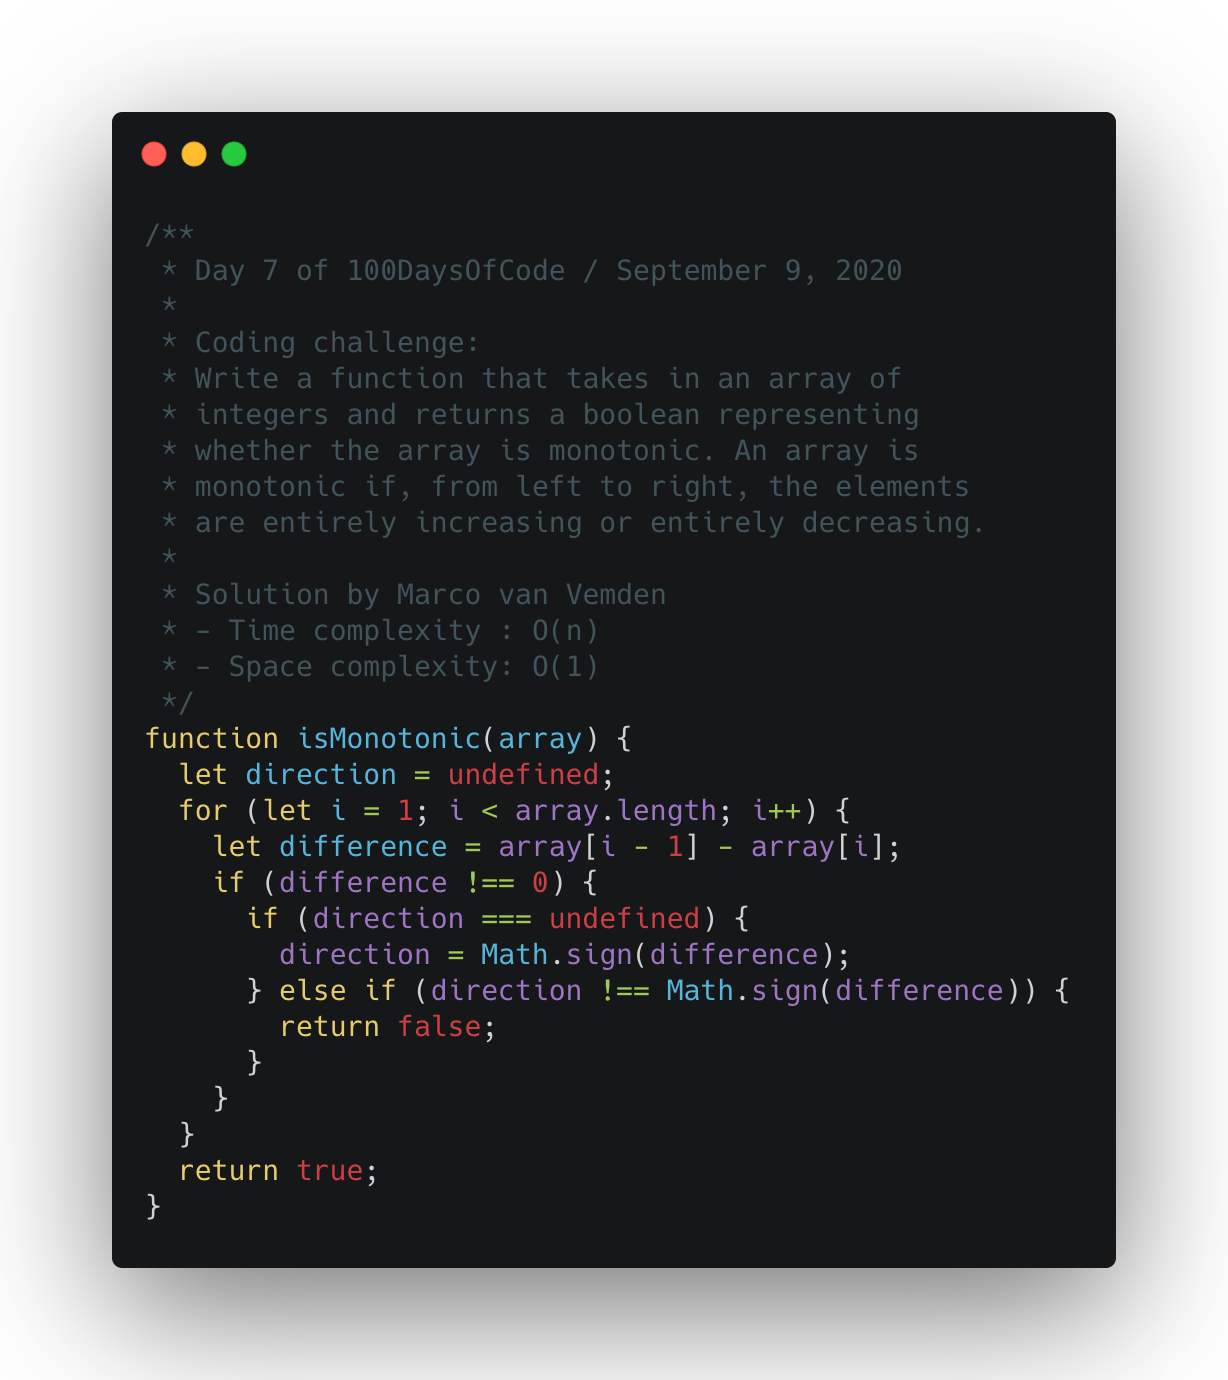 /**
 * Day 7 of 100DaysOfCode / September 9, 2020
 *
 * Coding challenge:
 * Write a function that takes in an array of
 * integers and returns a boolean representing
 * whether the array is monotonic. An array is
 * monotonic if, from left to right, the elements
 * are entirely increasing or entirely decreasing.
 *
 * Solution by Marco van Vemden
 * - Time complexity : O(n)
 * - Space complexity: O(1)
 */
function isMonotonic(array) {
  let direction = undefined;
  for (let i = 1; i < array.length; i++) {
    let difference = array[i - 1] - array[i];
    if (difference !== 0) {
      if (direction === undefined) {
        direction = Math.sign(difference);
      } else if (direction !== Math.sign(difference)) {
        return false;
      }
    }
  }
  return true;
}